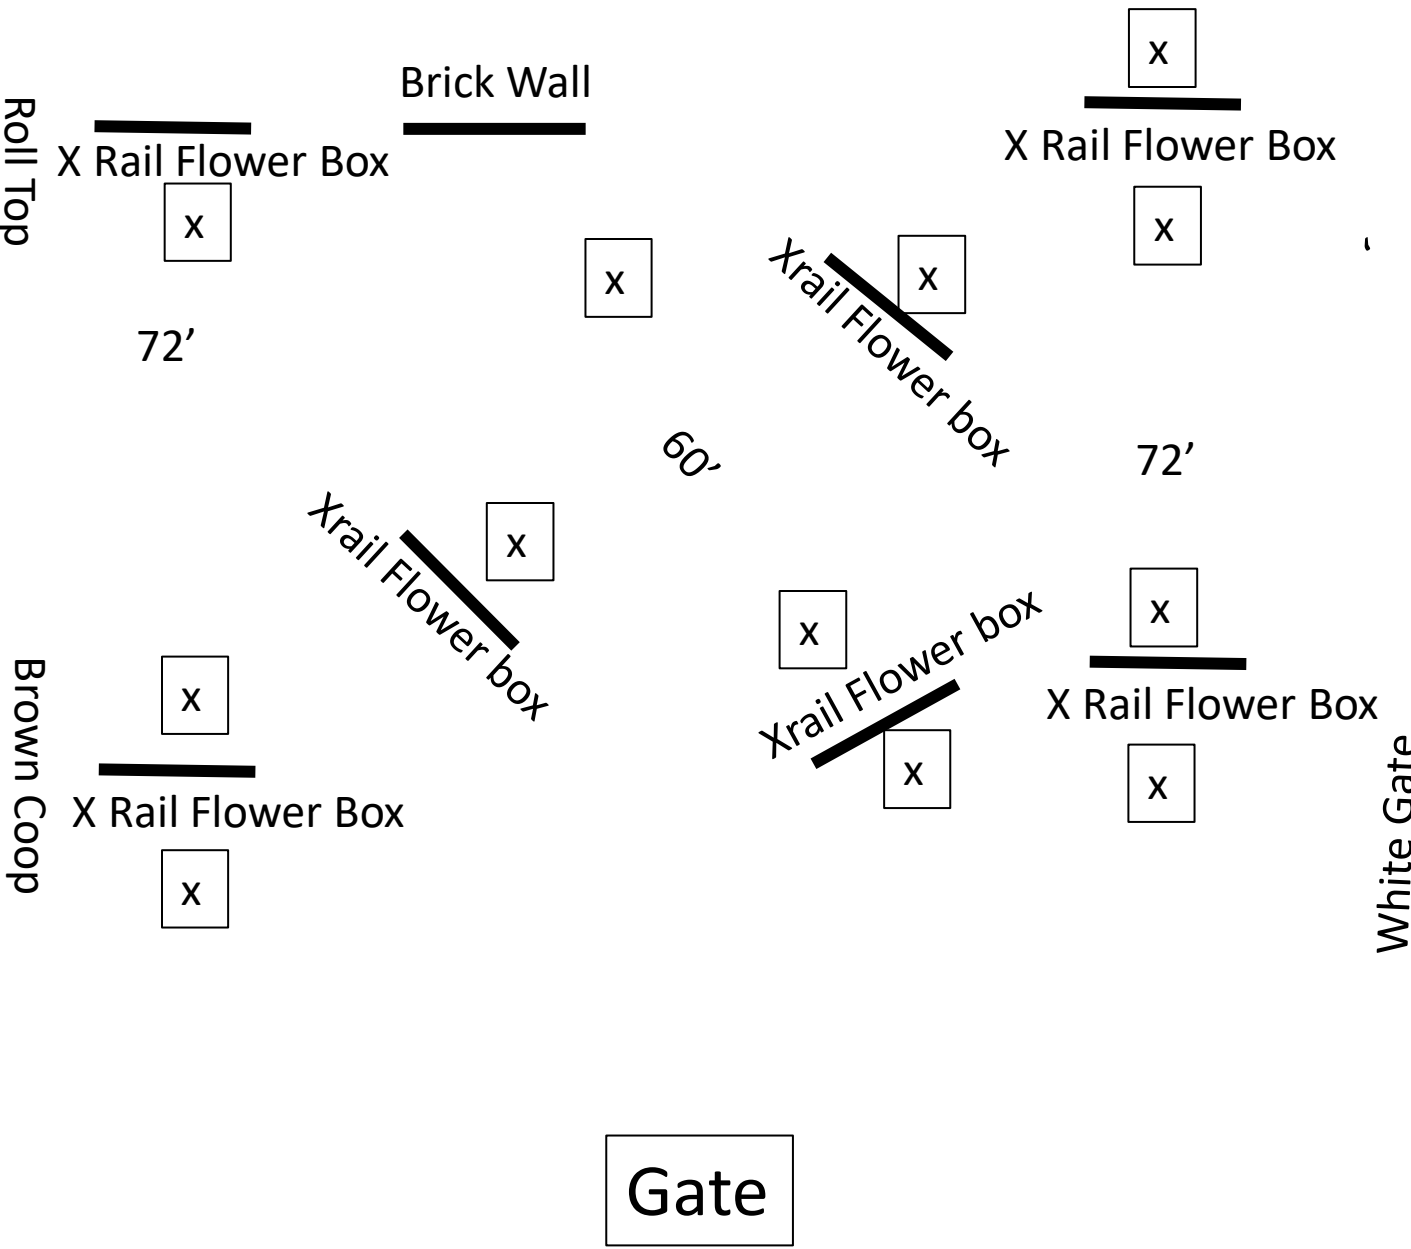 x
Brick Wall
Roll Top
X Rail Flower Box
X Rail Flower Box
x
x
x
x
Xrail Flower box
72’
60’
72’
Xrail Flower box
x
x
x
Xrail Flower box
x
X Rail Flower Box
Brown Coop
X Rail Flower Box
x
x
White Gate
x
Gate